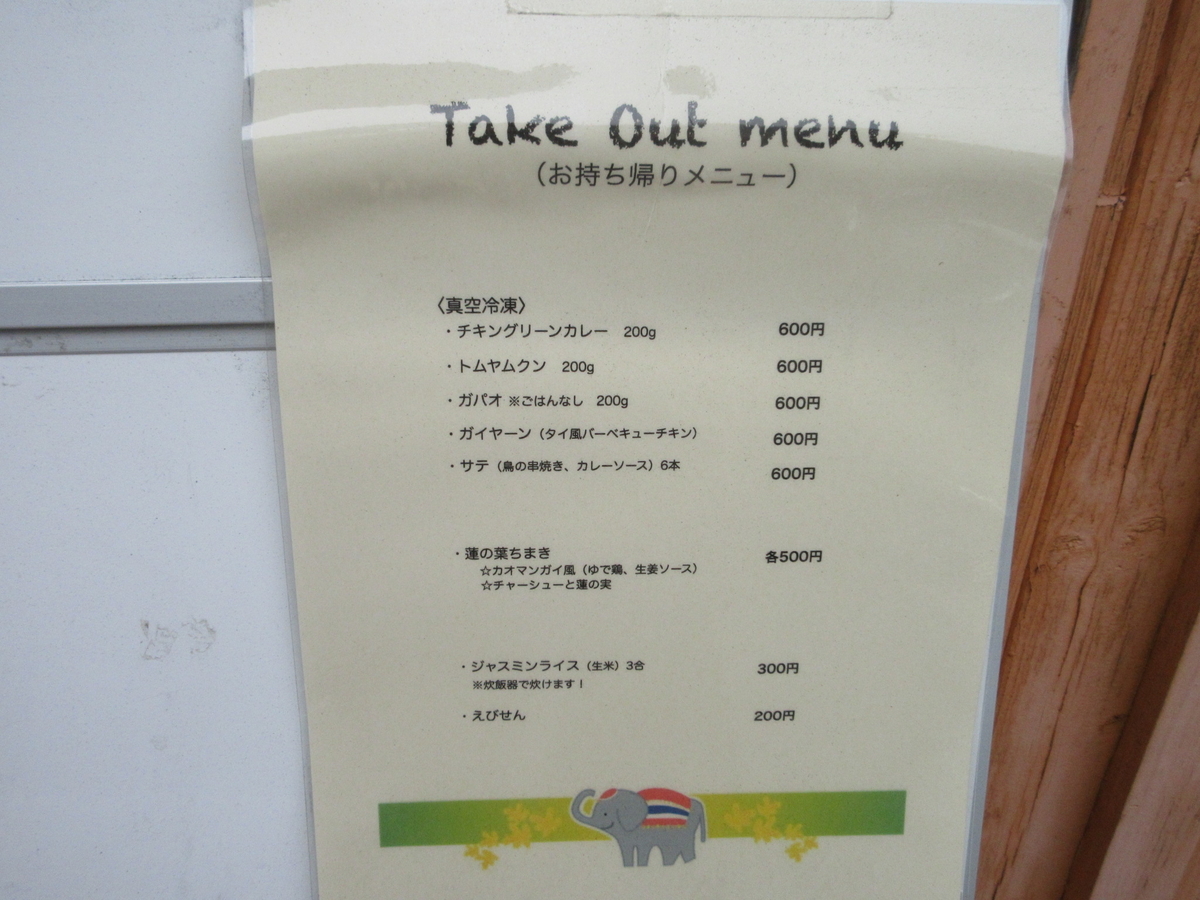 Take Out menu
（お持ち帰りメニュー）
〈真空冷凍〉
・チキングリーンカレー　200g　600円
・トムヤムクン　200g　600円
・ガパオ ※ごはんなし　200g　600円
・ガイヤーン（タイ風バーベキューチキン）　600円
・サテ（鳥の串焼き、カレーソース）6本　600円
・蓮の葉ちまき　各500円
☆カオマンガイ風（ゆで鶏、生姜ソース）
☆チャーシューと蓮の実
・ジャスミンライス（生米）3合　300円
※炊飯器で炊けます！
・えびせん　200円